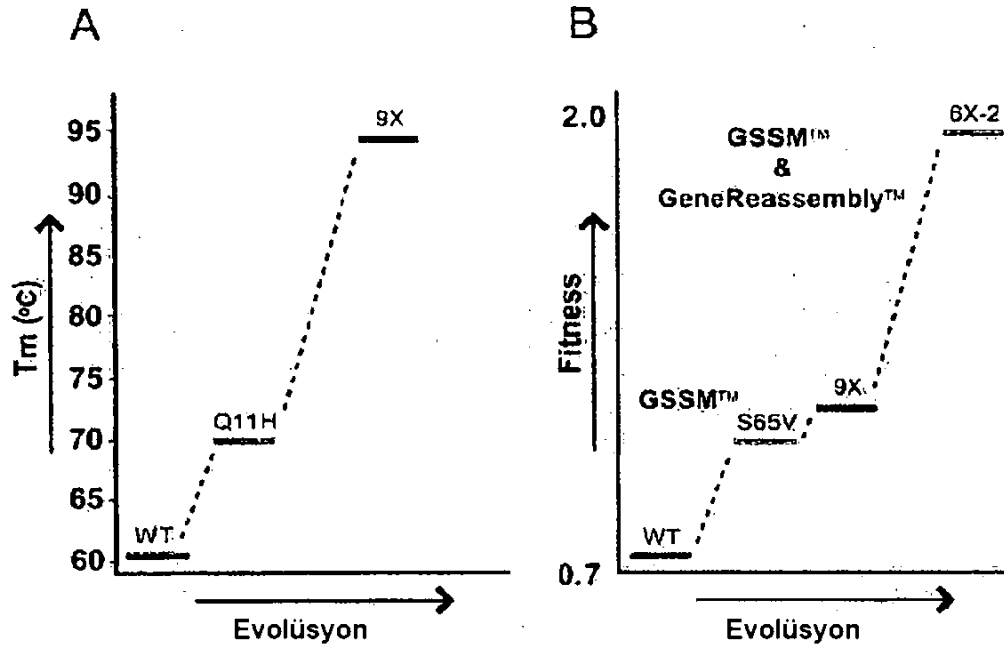 A
95
90
85
80
75
70
65
60
Tm (ºC)
9X
Q11H
WT
Evolüsyon
B
2.0
0.7
Fitness
GSSM™
&
GeneReassembly™
6X-2
GSSM™
9X
S65V
WT
Evolüsyon